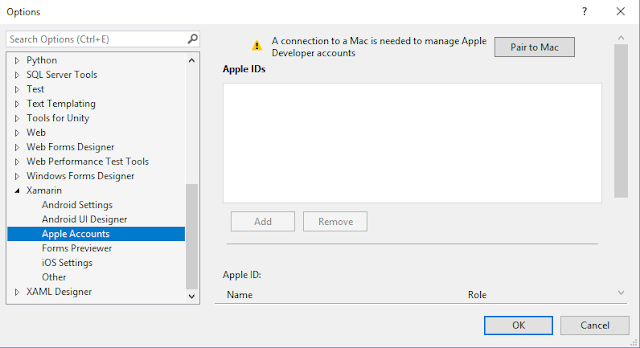 Options
?
Search Options (Ctrl+E)
Python
SQL Server Tools
Test
Text Templating
Tools for Unity
Web
Web Forms Designer
Web Performance Test Tools
Windows Forms Designer
Xamarin
Android Settings
Android UI Designer
Apple Accounts
Forms Previewer
iOS Settings
Other
XAML Designer
A connection to a Mac is needed to manage Apple
Developer accounts
Pair to Mac
Apple IDs
Add
Remove
Apple ID:
Name
Role
OK
Cancel